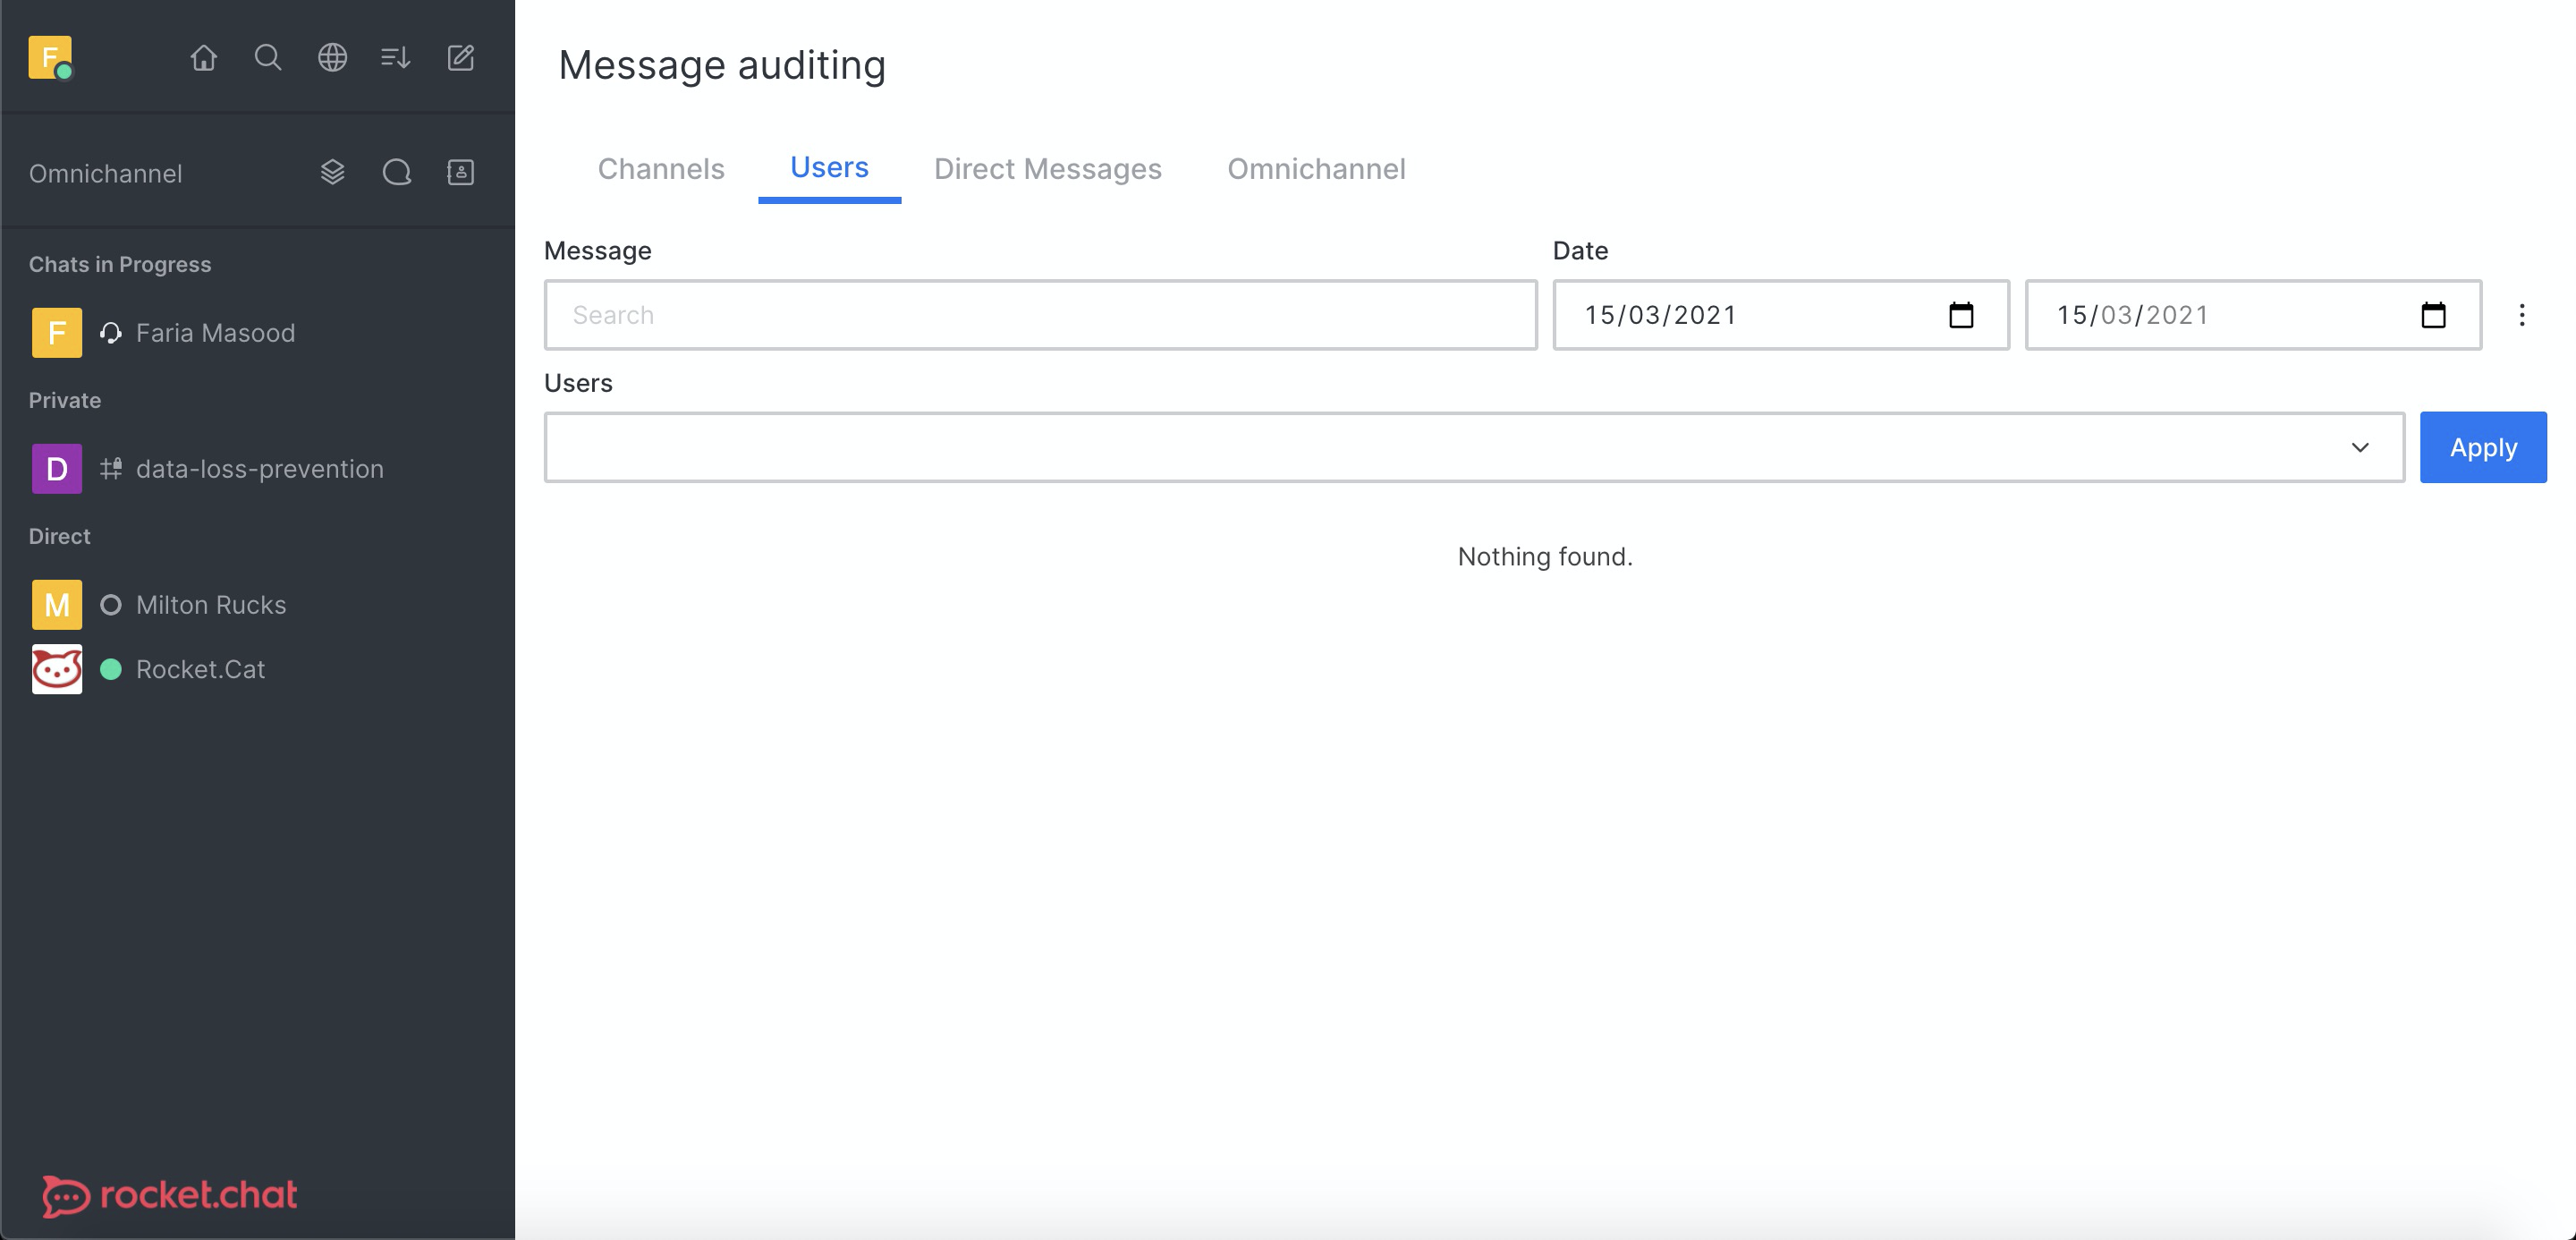 F
Omnichannel
Chats in Progress
F Faria Masood
Private
D data-loss-prevention
Direct
M Milton Rucks
Rocket.Cat
rocket.chat
Message auditing
Channels Users Direct Messages Omnichannel
Message Date
Search 15/03/2021 15/03/2021
Users
Apply
Nothing found.